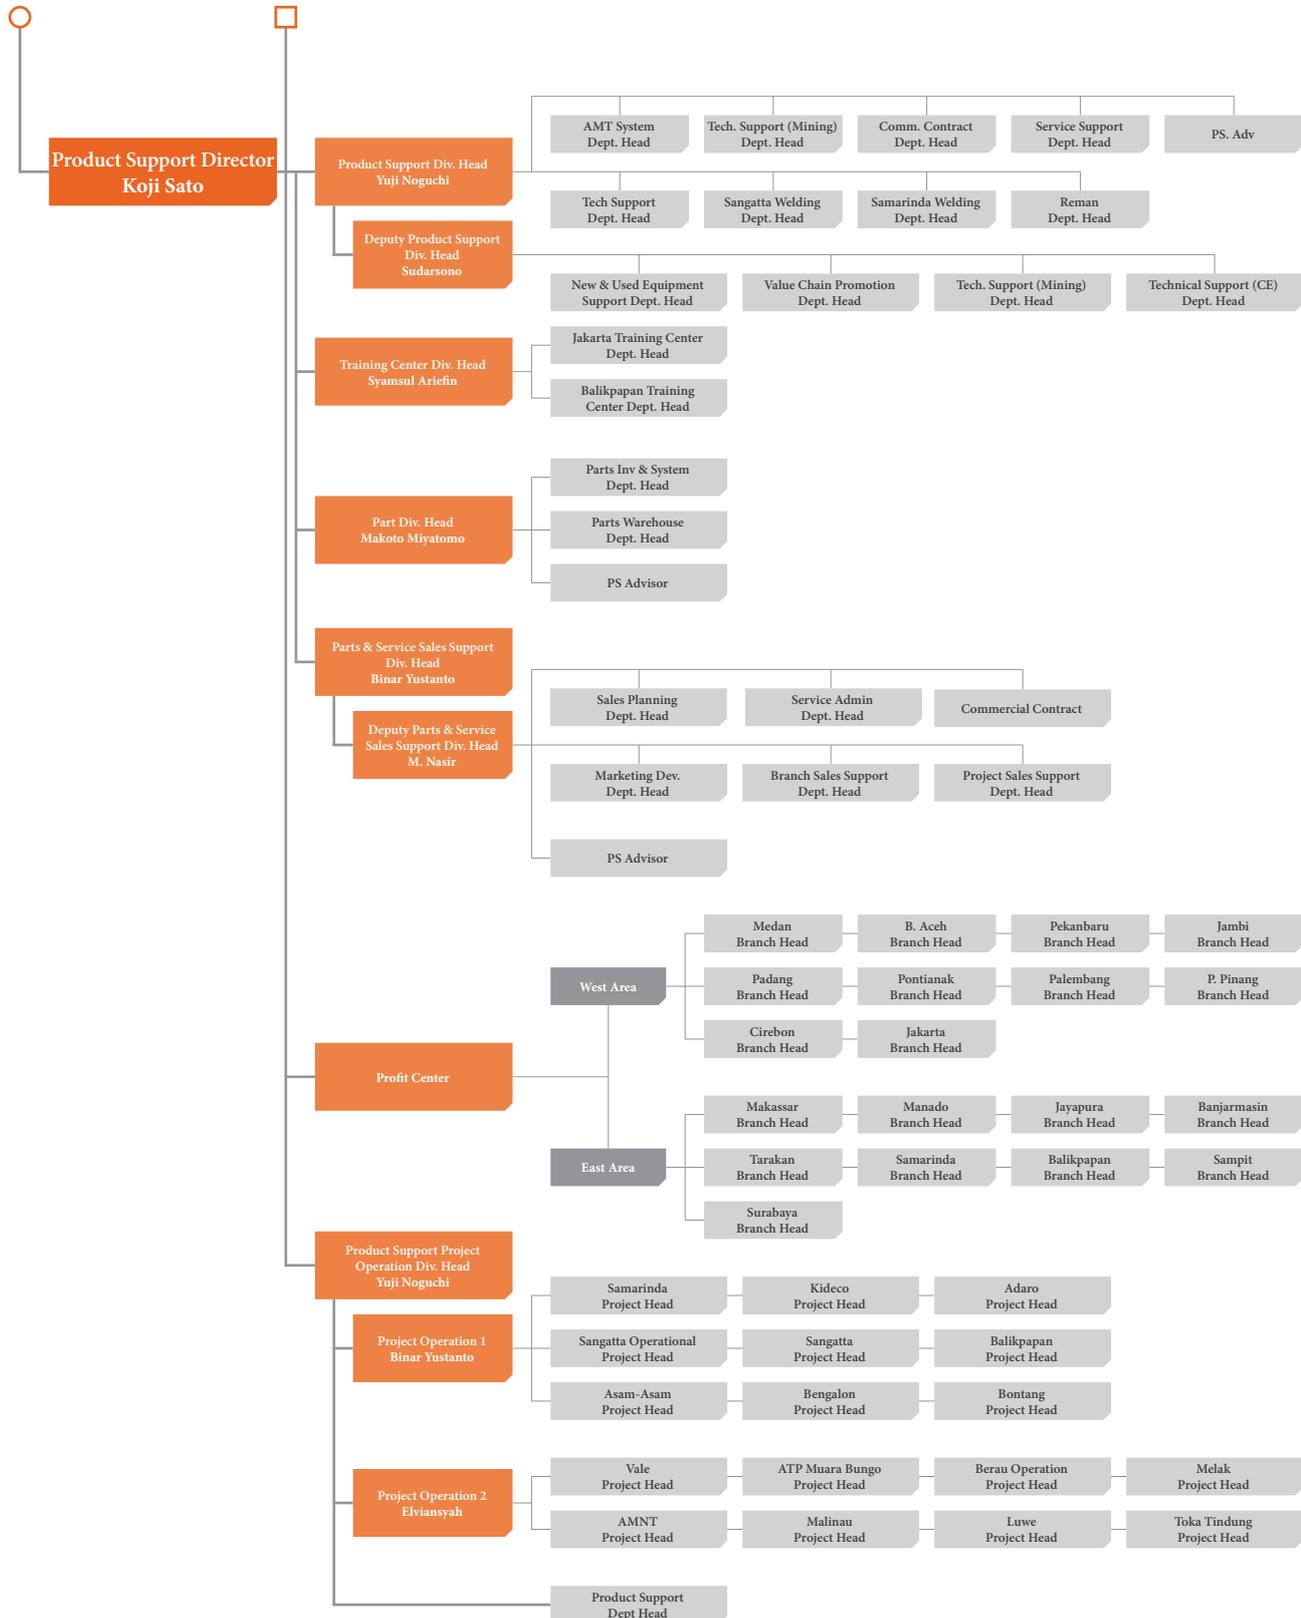 Product Support Director
Koji Sato
Product Support Div. Head
Yuji Noguchi
AMT System
Dept. Head
Tech. Support (Mining)
Dept. Head
Comm. Contract
Dept. Head
Service Support
Dept. Head
PS. Adv
Tech Support
Dept. Head
Sangatta Welding
Dept. Head
Samarinda Welding
Dept. Head
Reman
Dept. Head
Deputy Product Support
Div. Head
Sudarsono
New & Used Equipment
Support Dept. Head
Value Chain Promotion
Dept. Head
Tech. Support (Mining)
Dept. Head
Technical Support (CE)
Dept. Head
Training Center Div. Head
Syamsul Ariefin
Jakarta Training Center
Dept. Head
Balikpapan Training
Center Dept. Head
Part Div. Head
Makoto Miyatomo
Parts Inv & System
Dept. Head
Parts Warehouse
Dept. Head
PS Advisor
Parts & Service Sales Support
Div. Head
Binar Yustanto
Deputy Parts & Service
Sales Support Div. Head
M. Nasir
Sales Planning
Dept. Head
Service Admin
Dept. Head
Commercial Contract
Marketing Dev.
Dept. Head
Branch Sales Support
Dept. Head
Project Sales Support
Dept. Head
PS Advisor
Profit Center
West Area
Medan
Branch Head
B. Aceh
Branch Head
Pekanbaru
Branch Head
Jambi
Branch Head
Padang
Branch Head
Pontianak
Branch Head
Palembang
Branch Head
P. Pinang
Branch Head
Cirebon
Branch Head
Jakarta
Branch Head
East Area
Makassar
Branch Head
Manado
Branch Head
Jayapura
Branch Head
Banjarmasin
Branch Head
Tarakan
Branch Head
Samarinda
Branch Head
Balikpapan
Branch Head
Sampit
Branch Head
Surabaya
Branch Head
Product Support Project
Operation Div. Head
Yuji Noguchi
Project Operation 1
Binar Yustanto
Samarinda
Project Head
Kideco
Project Head
Adaro
Project Head
Sangatta Operational
Project Head
Sangatta
Project Head
Balikpapan
Project Head
Asam-Asam
Project Head
Bengalon
Project Head
Bontang
Project Head
Project Operation 2
Elviansyah
Vale
Project Head
ATP Muara Bungo
Project Head
Berau Operation
Project Head
Melak
Project Head
AMNT
Project Head
Malinau
Project Head
Luwe
Project Head
Toka Tindung
Project Head
Product Support
Dept Head